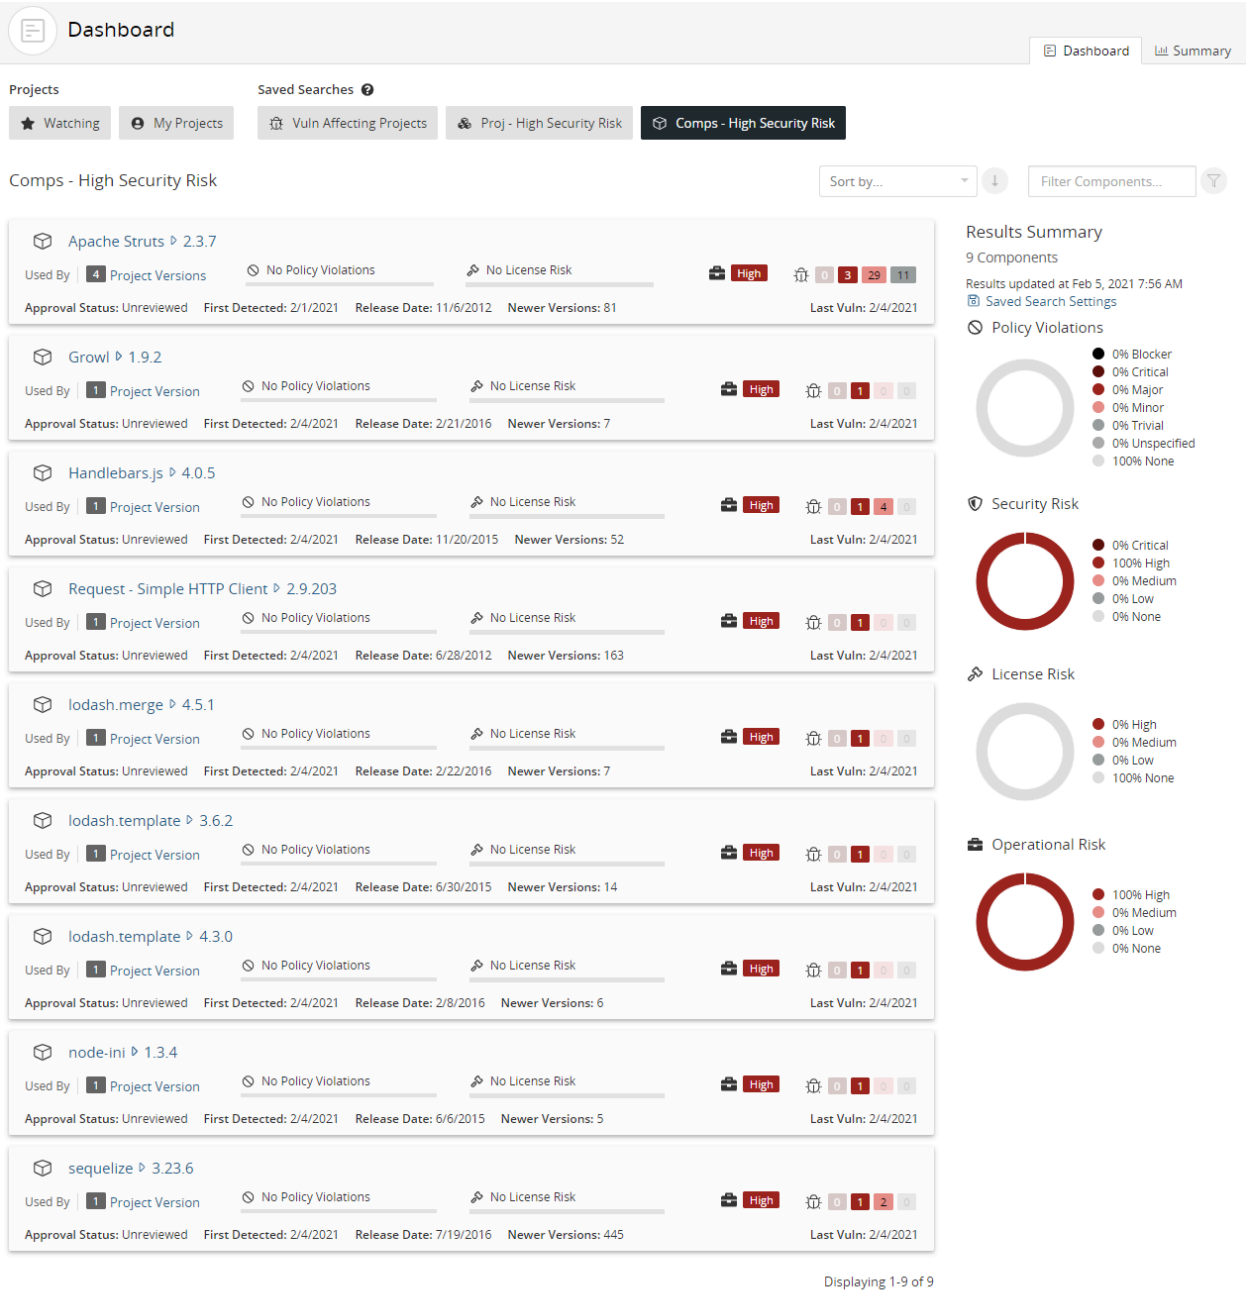 Dashboard
Dashboard Summary
Projects Saved Searches ?
Watching My Projects Vuln Affecting Projects Proj - High Security Risk Comps - High Security Risk
Comps - High Security Risk Sort by... Filter Components...
Apache Struts 2.3.7
Used By 4 Project Versions No Policy Violations No License Risk High 0 3 29 11
Approval Status: Unreviewed First Detected: 2/1/2021 Release Date: 11/6/2012 Newer Versions: 81 Last Vuln: 2/4/2021
Growl 1.9.2
Used By 1 Project Version No Policy Violations No License Risk High 0 1 0 0
Approval Status: Unreviewed First Detected: 2/4/2021 Release Date: 2/21/2016 Newer Versions: 7 Last Vuln: 2/4/2021
Handlebars.js 4.0.5
Used By 1 Project Version No Policy Violations No License Risk High 0 1 4 0
Approval Status: Unreviewed First Detected: 2/4/2021 Release Date: 11/20/2015 Newer Versions: 52 Last Vuln: 2/4/2021
Request - Simple HTTP Client 2.9.203
Used By 1 Project Version No Policy Violations No License Risk High 0 1 0 0
Approval Status: Unreviewed First Detected: 2/4/2021 Release Date: 6/28/2012 Newer Versions: 163 Last Vuln: 2/4/2021
lodash.merge 4.5.1
Used By 1 Project Version No Policy Violations No License Risk High 0 1 0 0
Approval Status: Unreviewed First Detected: 2/4/2021 Release Date: 2/22/2016 Newer Versions: 7 Last Vuln: 2/4/2021
lodash.template 3.6.2
Used By 1 Project Version No Policy Violations No License Risk High 0 1 0 0
Approval Status: Unreviewed First Detected: 2/4/2021 Release Date: 6/30/2015 Newer Versions: 14 Last Vuln: 2/4/2021
lodash.template 4.3.0
Used By 1 Project Version No Policy Violations No License Risk High 0 1 0 0
Approval Status: Unreviewed First Detected: 2/4/2021 Release Date: 2/8/2016 Newer Versions: 6 Last Vuln: 2/4/2021
node-ini 1.3.4
Used By 1 Project Version No Policy Violations No License Risk High 0 1 0 0
Approval Status: Unreviewed First Detected: 2/4/2021 Release Date: 6/6/2015 Newer Versions: 5 Last Vuln: 2/4/2021
sequelize 3.23.6
Used By 1 Project Version No Policy Violations No License Risk High 0 1 2 0
Approval Status: Unreviewed First Detected: 2/4/2021 Release Date: 7/19/2016 Newer Versions: 445 Last Vuln: 2/4/2021
Displaying 1-9 of 9
Results Summary
9 Components
Results updated at Feb 5, 2021 7:56 AM
Saved Search Settings
Policy Violations
0% Blocker
0% Critical
0% Major
0% Minor
0% Trivial
0% Unspecified
100% None
Security Risk
0% Critical
100% High
0% Medium
0% Low
0% None
License Risk
0% High
0% Medium
0% Low
100% None
Operational Risk
100% High
0% Medium
0% Low
0% None